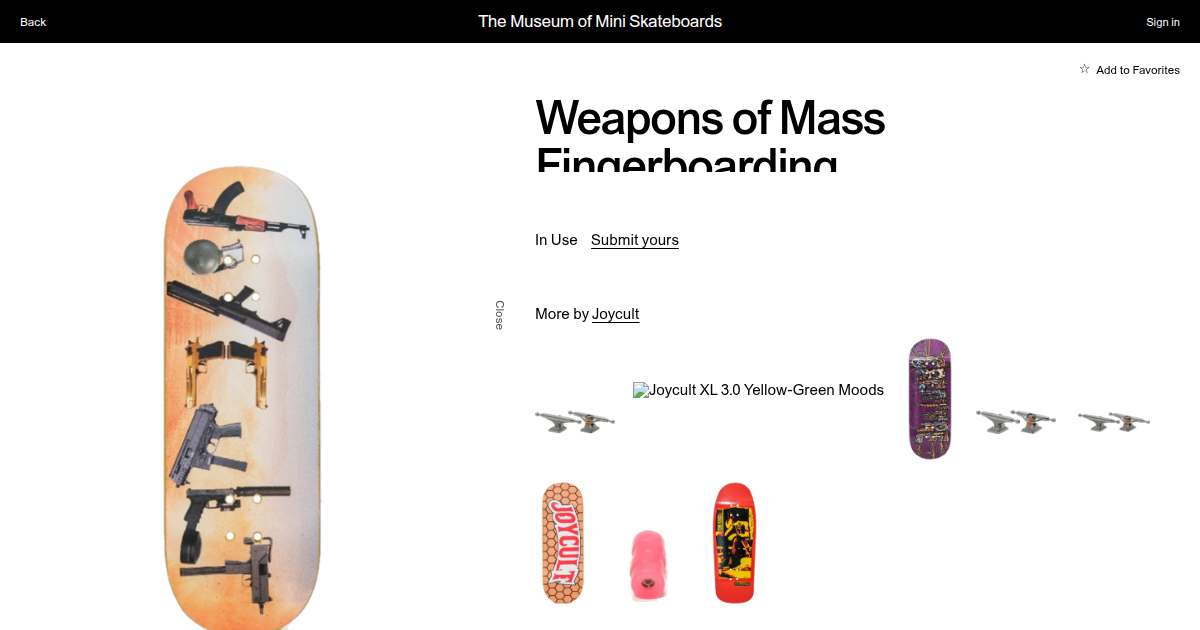 Back
The Museum of Mini Skateboards
Sign in
☆ Add to Favorites
Weapons of Mass
Fingerboarding
In Use Submit yours
Close
More by Joycult
Joycult XL 3.0 Yellow-Green Moods
JOYCULT